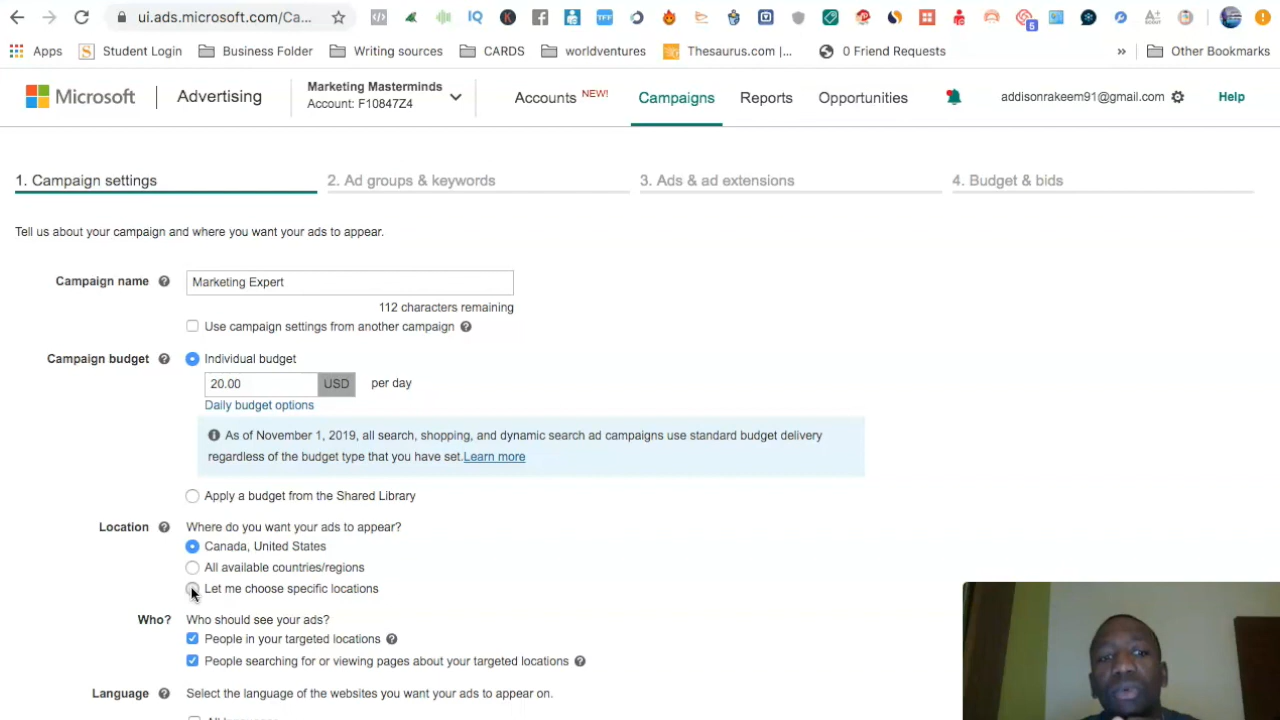 ui.ads.microsoft.com/Ca...
5
Apps
Student Login
Business Folder
Writing sources
CARDS
worldventures
Thesaurus.com |...
0 Friend Requests
»
Other Bookmarks
Microsoft
Advertising
Marketing Masterminds
Account: F10847Z4
Accounts NEW!
Campaigns
Reports
Opportunities
addisonrakeem91@gmail.com
Help
1. Campaign settings
2. Ad groups & keywords
3. Ads & ad extensions
4. Budget & bids
Tell us about your campaign and where you want your ads to appear.
Campaign name
Marketing Expert
112 characters remaining
Use campaign settings from another campaign
Campaign budget
Individual budget
20.00 USD per day
Daily budget options
As of November 1, 2019, all search, shopping, and dynamic search ad campaigns use standard budget delivery
regardless of the budget type that you have set.Learn more
Apply a budget from the Shared Library
Location
Where do you want your ads to appear?
Canada, United States
All available countries/regions
Let me choose specific locations
Who?
Who should see your ads?
People in your targeted locations
People searching for or viewing pages about your targeted locations
Language
Select the language of the websites you want your ads to appear on.